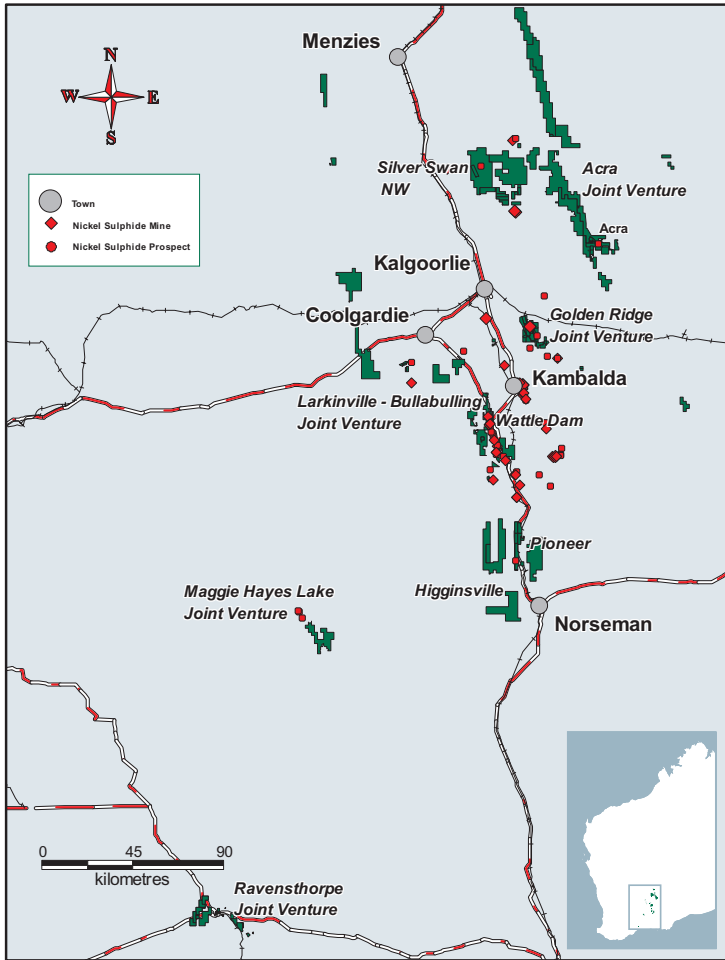 Menzies
N
W E
S
Silver Swan
NW
Acra
Joint Venture
Town
Nickel Sulphide Mine
Nickel Sulphide Prospect
Acra
Kalgoorlie
Coolgardie
Golden Ridge
Joint Venture
Kambalda
Larkinville - Bullabulling
Joint Venture
Wattle Dam
Pioneer
Maggie Hayes Lake
Joint Venture
Higginsville
Norseman
0 45 90
kilometres
Ravensthorpe
Joint Venture